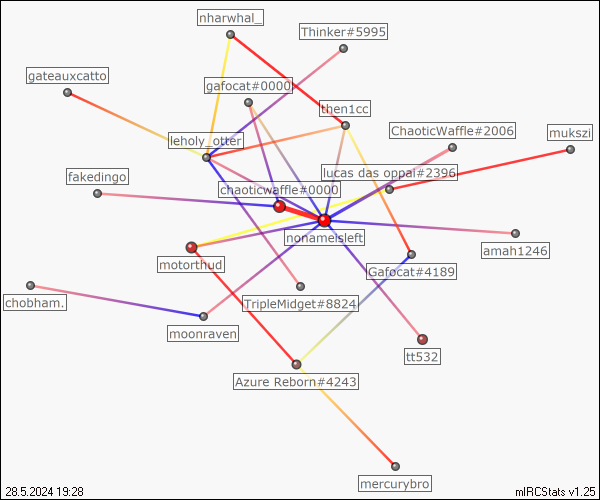 nharwhal_
Thinker#5995
gateauxcatto
gafocat#0000
then1cc
ChaoticWaffle#2006
mukszi
leholy_otter
lucas das oppai#2396
fakedingo
chaoticwaffle#0000
nonameisleft
amah1246
motorthud
Gafocat#4189
chobham.
TripleMidget#8824
moonraven
tt532
Azure Reborn#4243
mercurybro
28.5.2024 19:28
mIRCStats v1.25